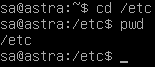 sa@astra:~$ cd /etc
sa@astra:/etc$ pwd
/etc
sa@astra:/etc$ _